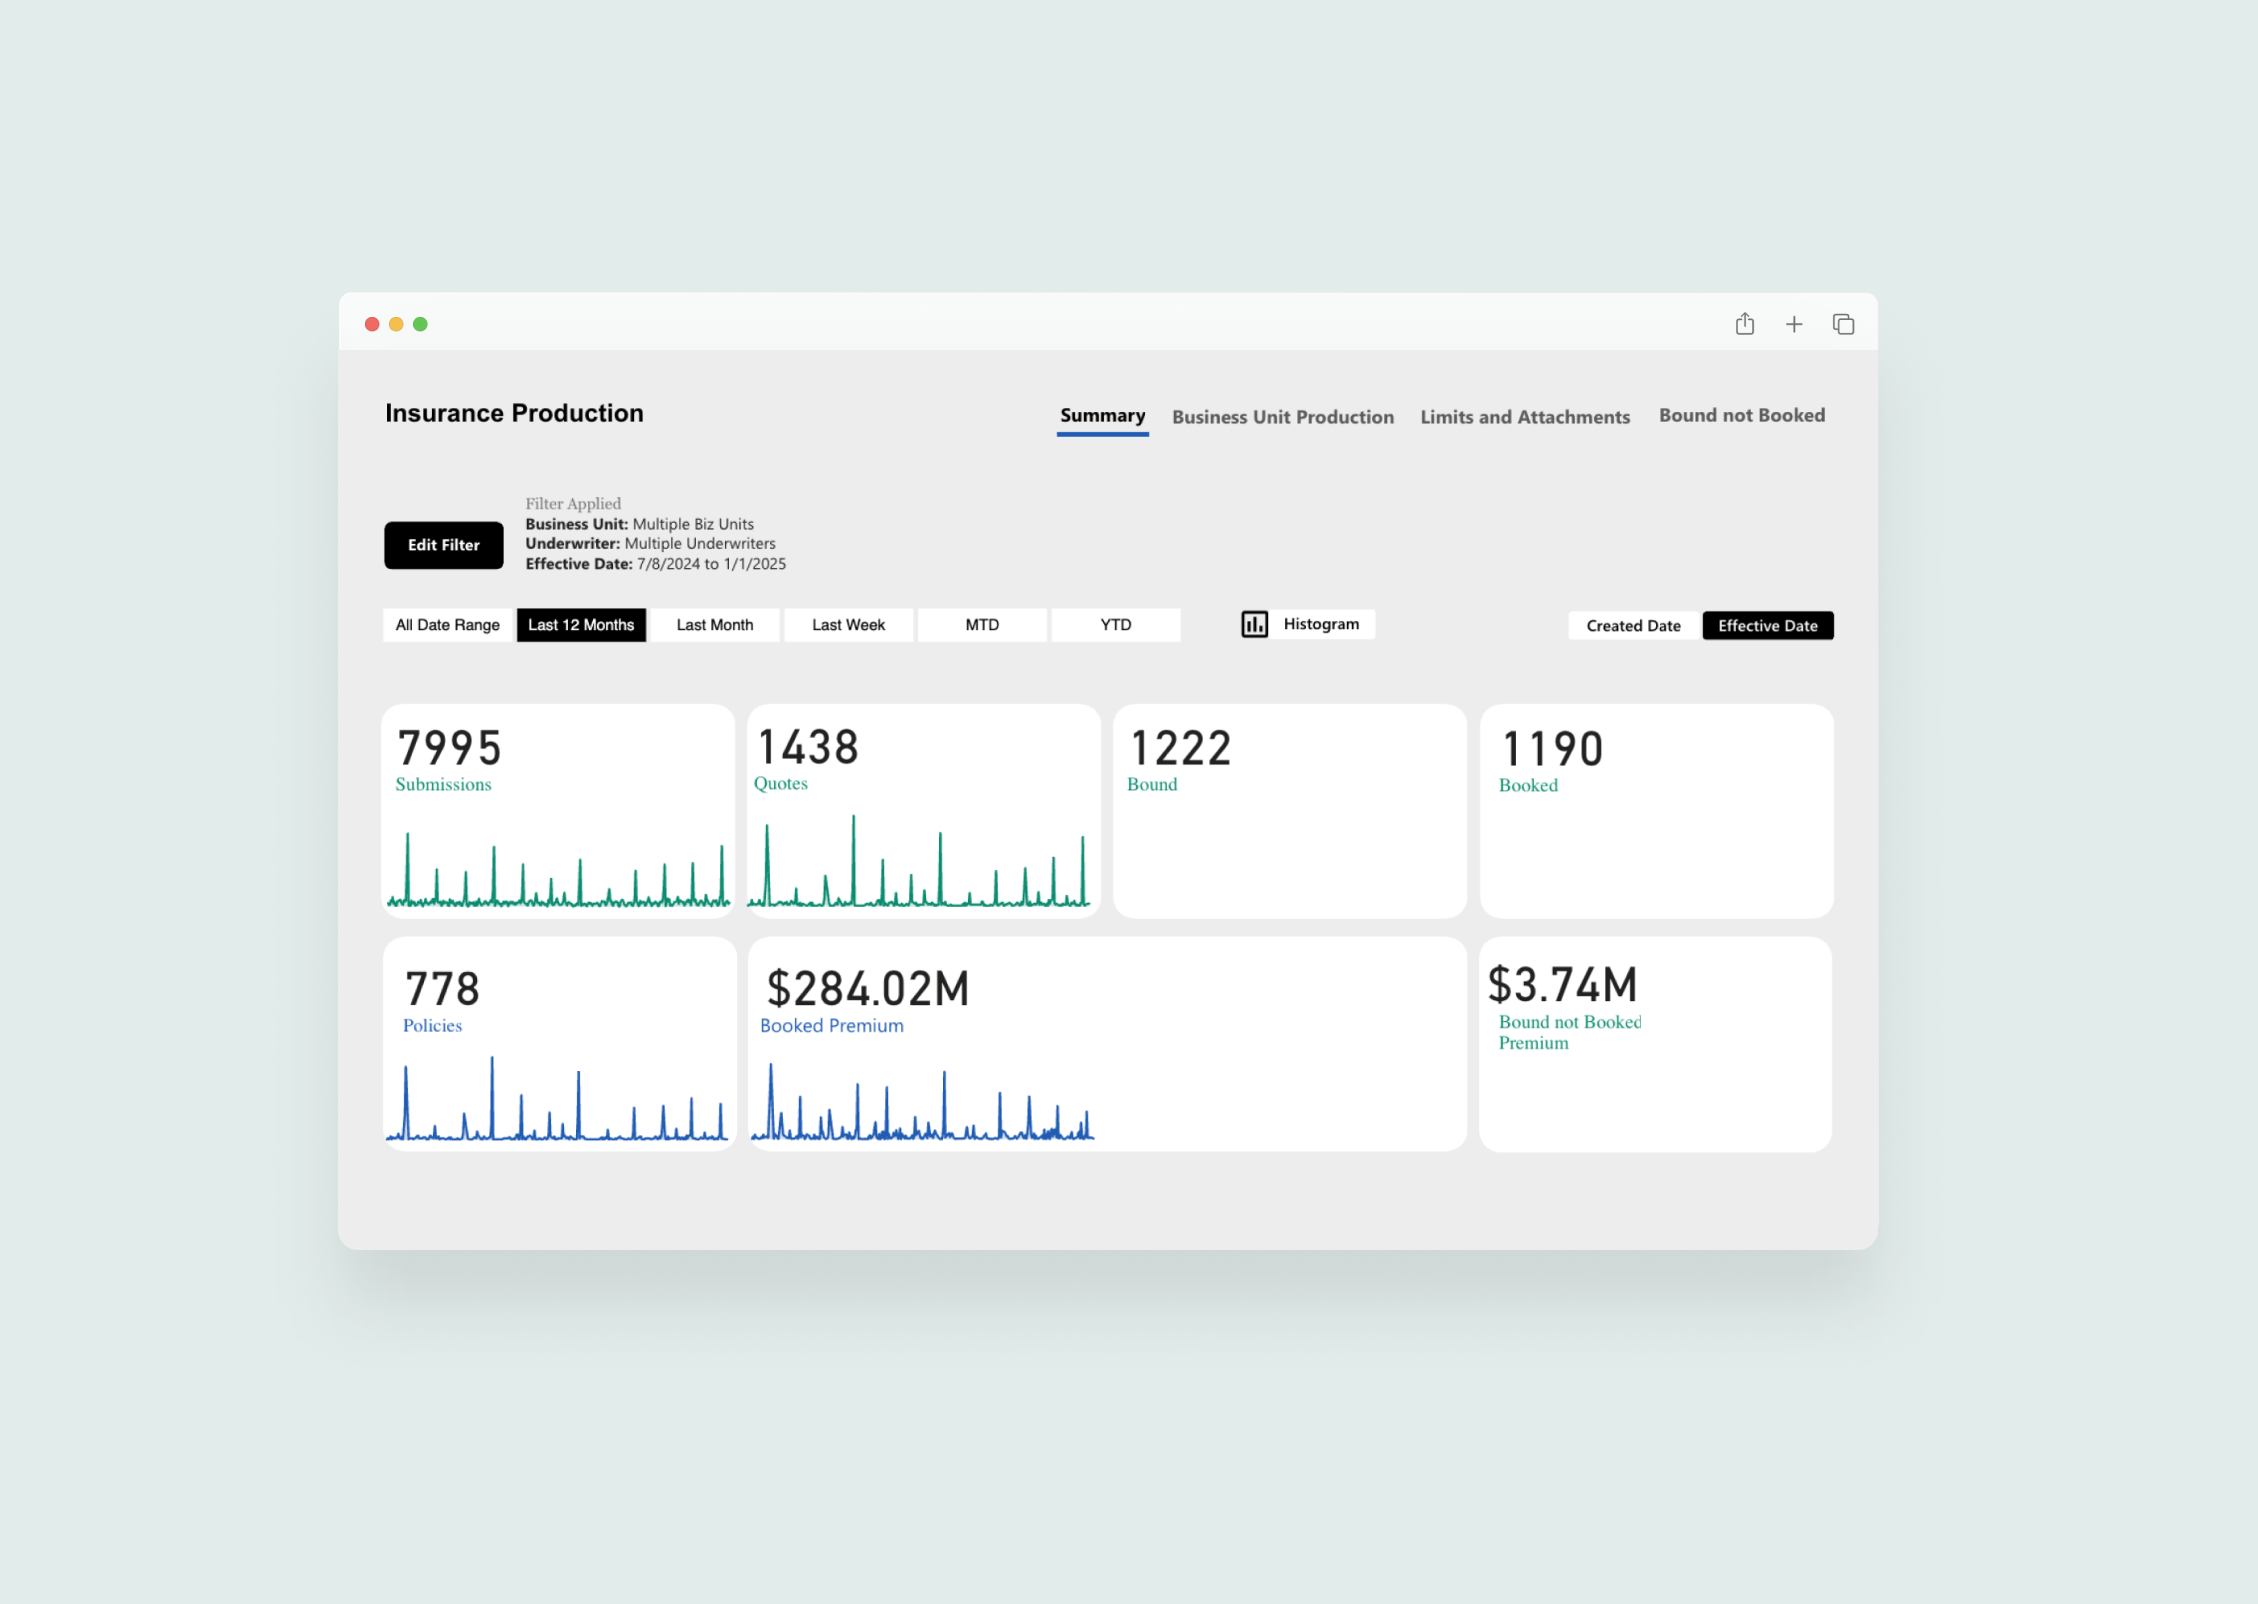 Insurance Production
Summary
Business Unit Production
Limits and Attachments
Bound not Booked
Filter Applied
Business Unit: Multiple Biz Units
Edit Filter
Underwriter: Multiple Underwriters
Effective Date: 7/8/2024 to 1/1/2025
All Date Range
Last 12 Months
Last Month
Last Week
MTD
YTD
Histogram
Created Date
Effective Date
7995
Submissions
1438
Quotes
1222
Bound
1190
Booked
778
Policies
$284.02M
Booked Premium
$3.74M
Bound not Booked
Premium